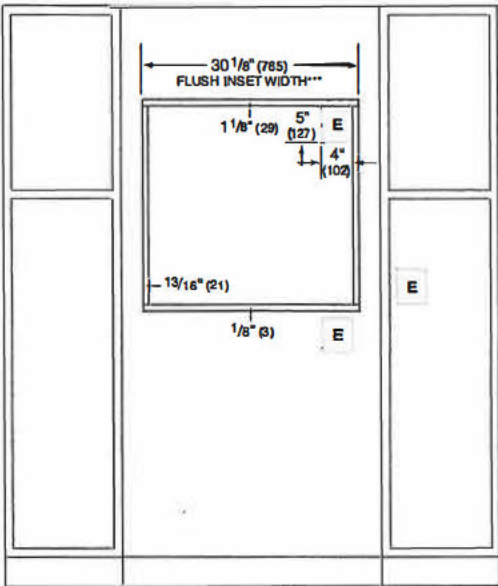 30 1/8" (765)
FLUSH INSET WIDTH***
1 1/8" (29)
5"
(127)
E
4"
(102)
13/16" (21)
E
1/8" (3)
E